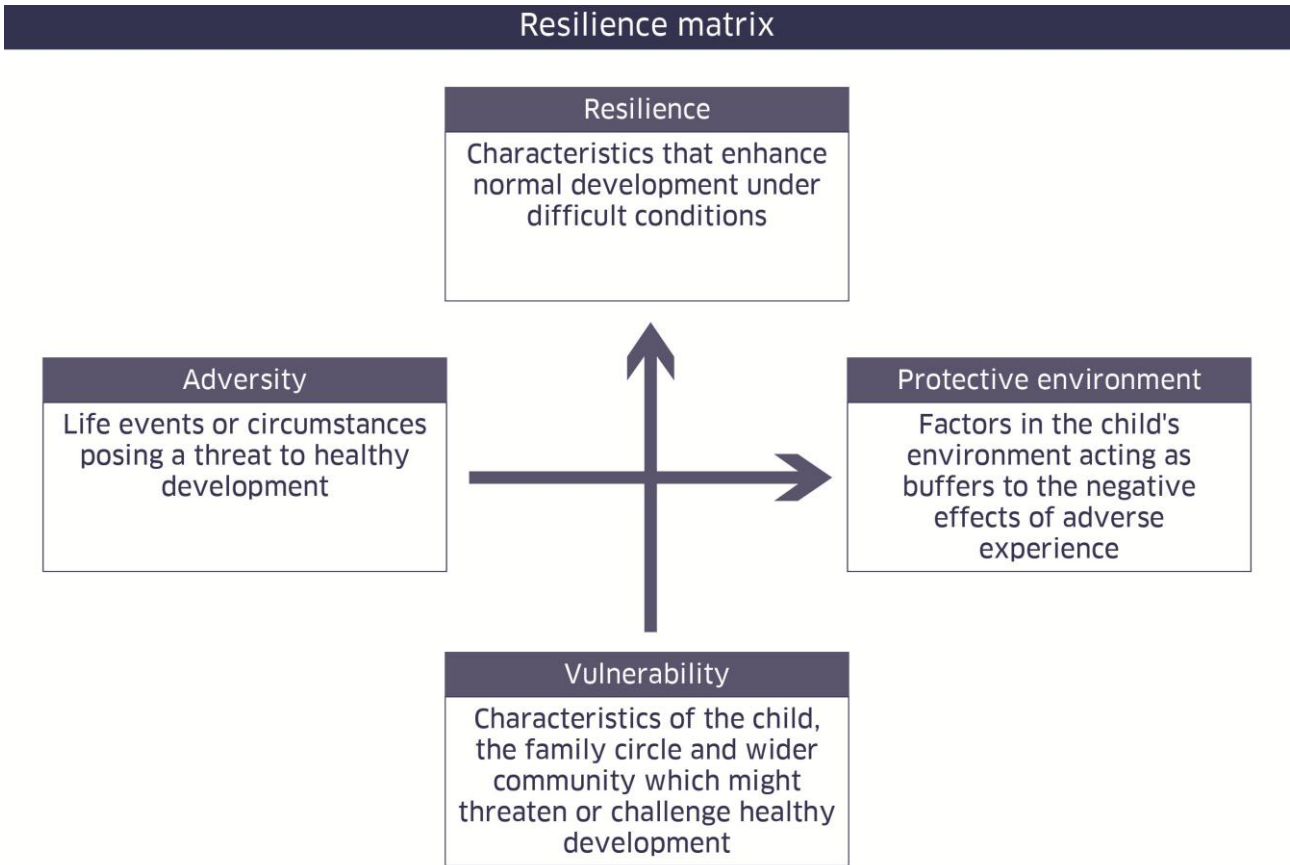 Resilience matrix
Resilience
Characteristics that enhance
normal development under
difficult conditions
Adversity
Life events or circumstances
posing a threat to healthy
development
Protective environment
Factors in the child's
environment acting as
buffers to the negative
effects of adverse
experience
Vulnerability
Characteristics of the child,
the family circle and wider
community which might
threaten or challenge healthy
development